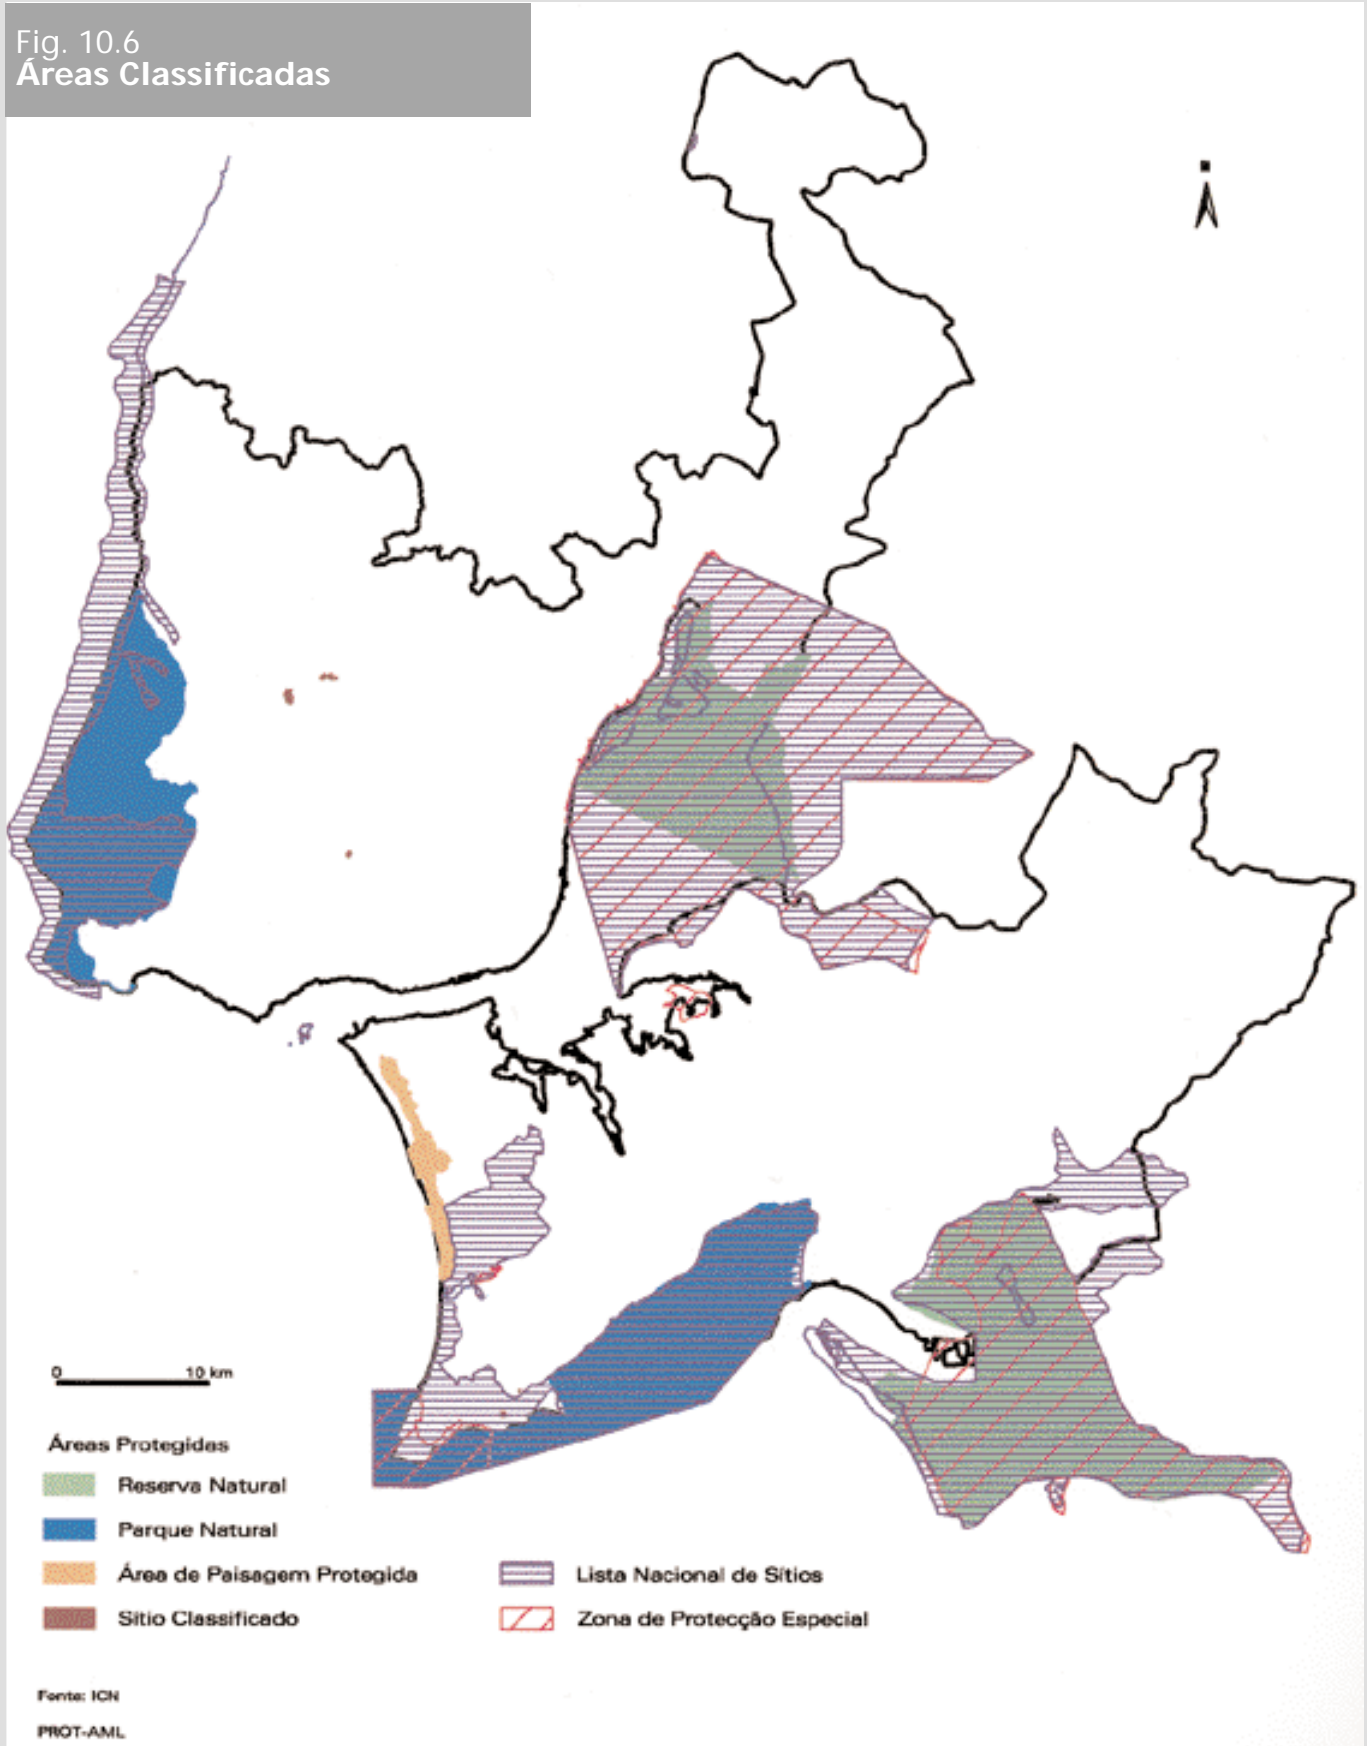 Fig. 10.6
Áreas Classificadas
0 10 km
Áreas Protegidas
Reserva Natural
Parque Natural
Área de Paisagem Protegida
Sítio Classificado
Lista Nacional de Sítios
Zona de Protecção Especial
Fonte: ICN
PROT-AML